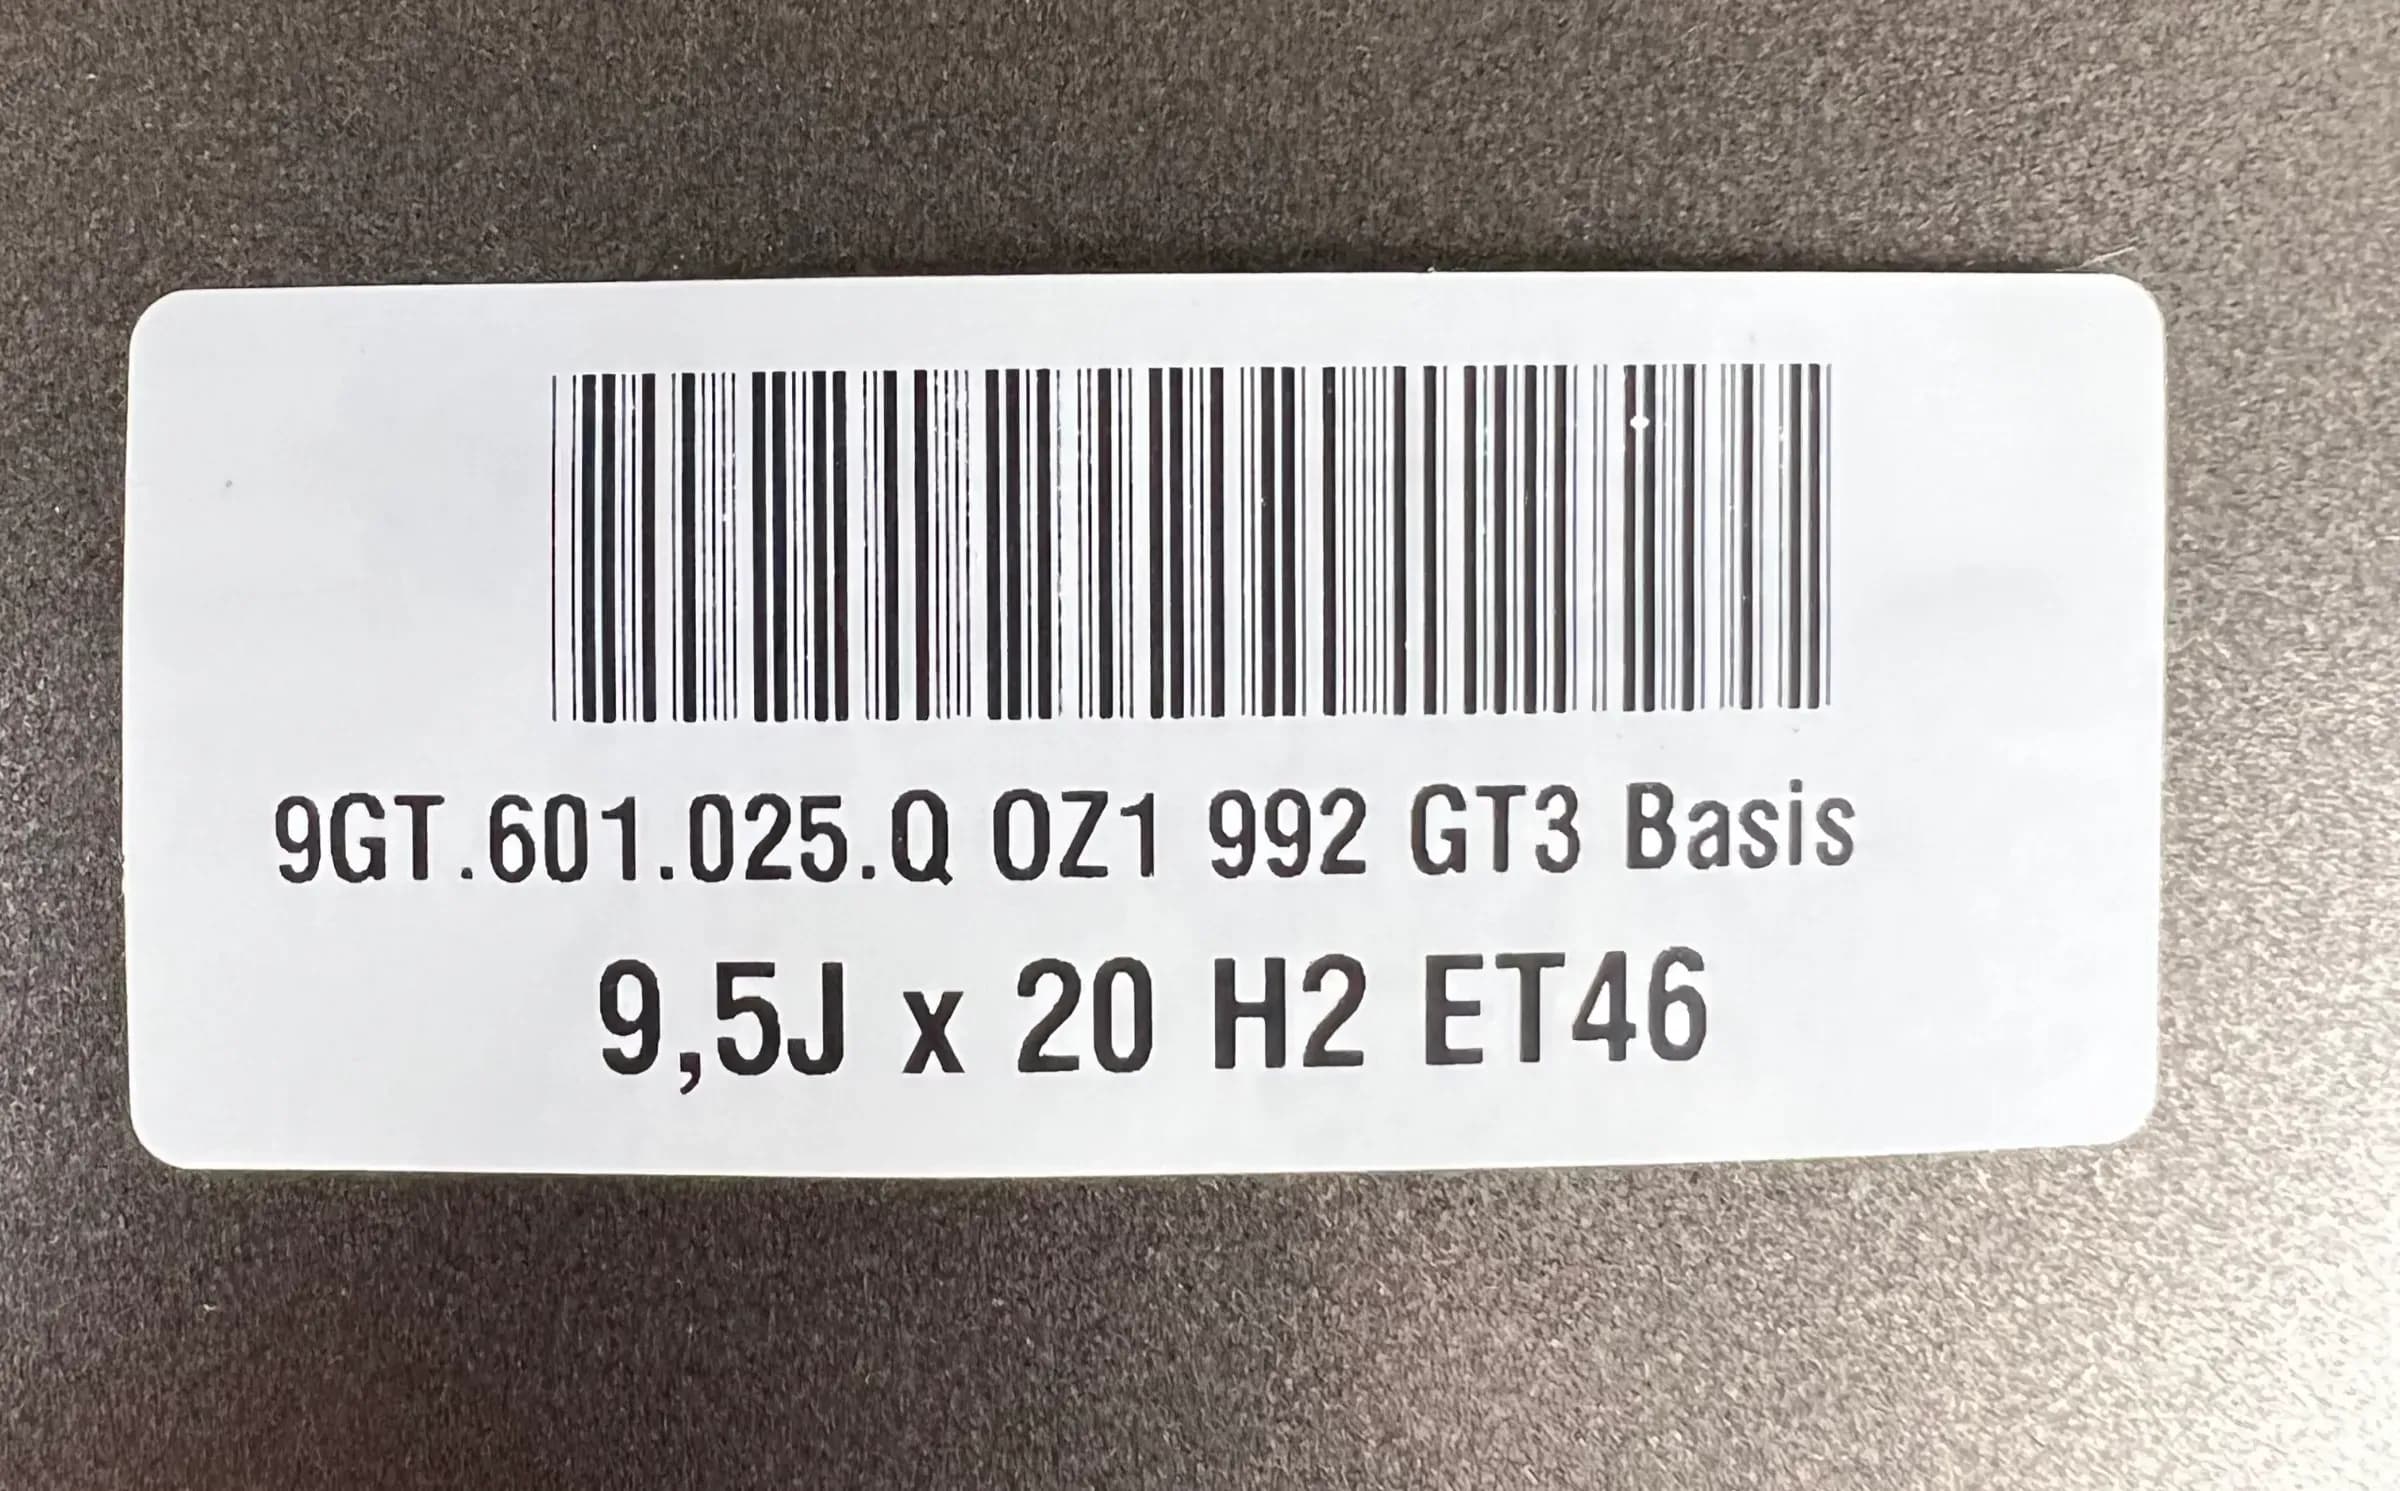 9GT.601.025.Q OZ1 992 GT3 Basis
9,5J x 20 H2 ET46